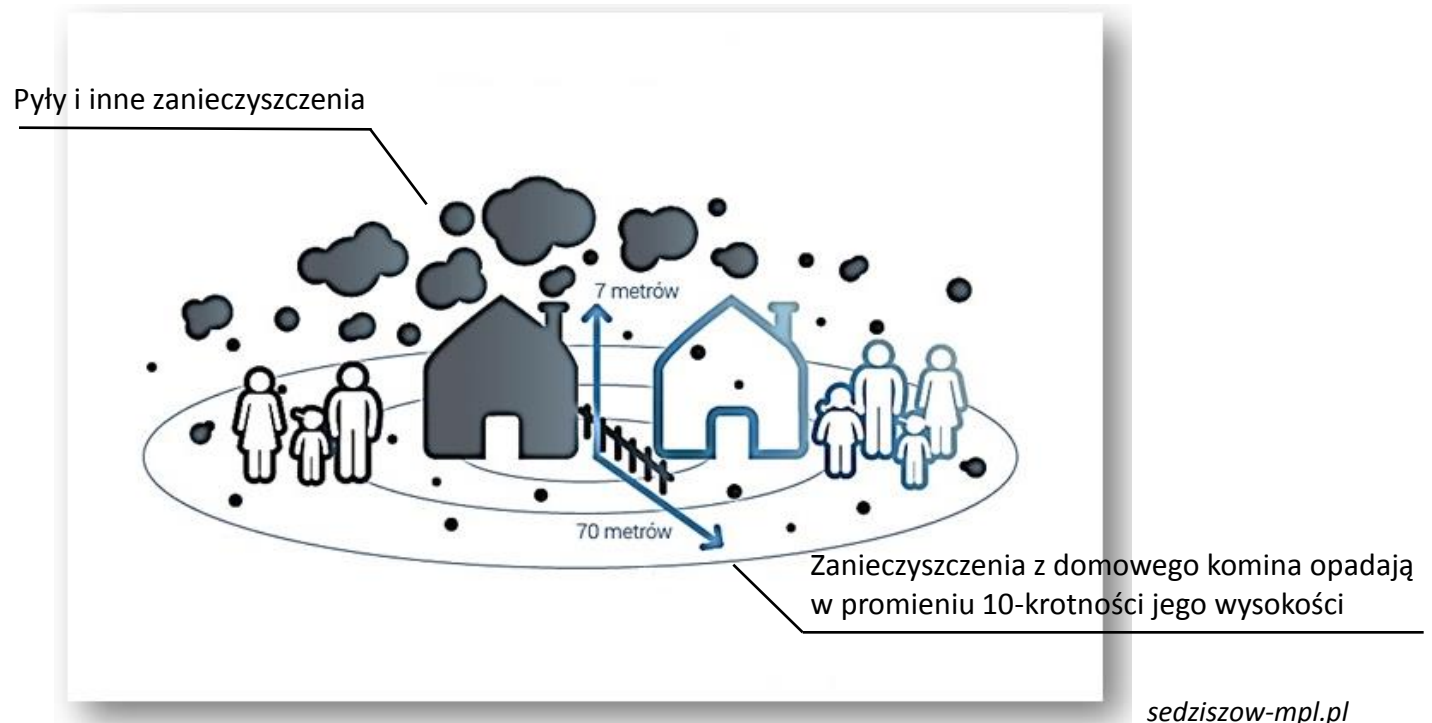 Pyły i inne zanieczyszczenia
7 metrów
70 metrów
Zanieczyszczenia z domowego komina opadają
w promieniu 10-krotności jego wysokości
sedziszow-mpl.pl